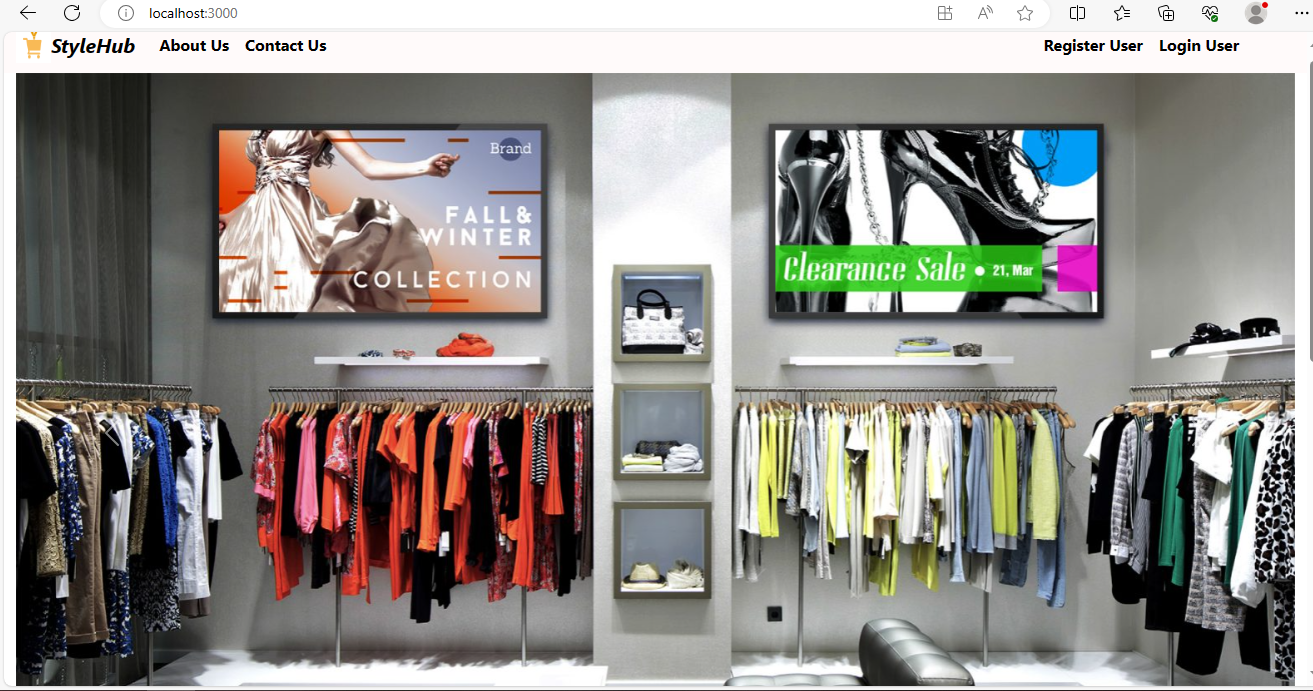 localhost:3000
StyleHub About Us Contact Us Register User Login User
Brand
FALL&
WINTER
COLLECTION
Clearance Sale • 21, Mar